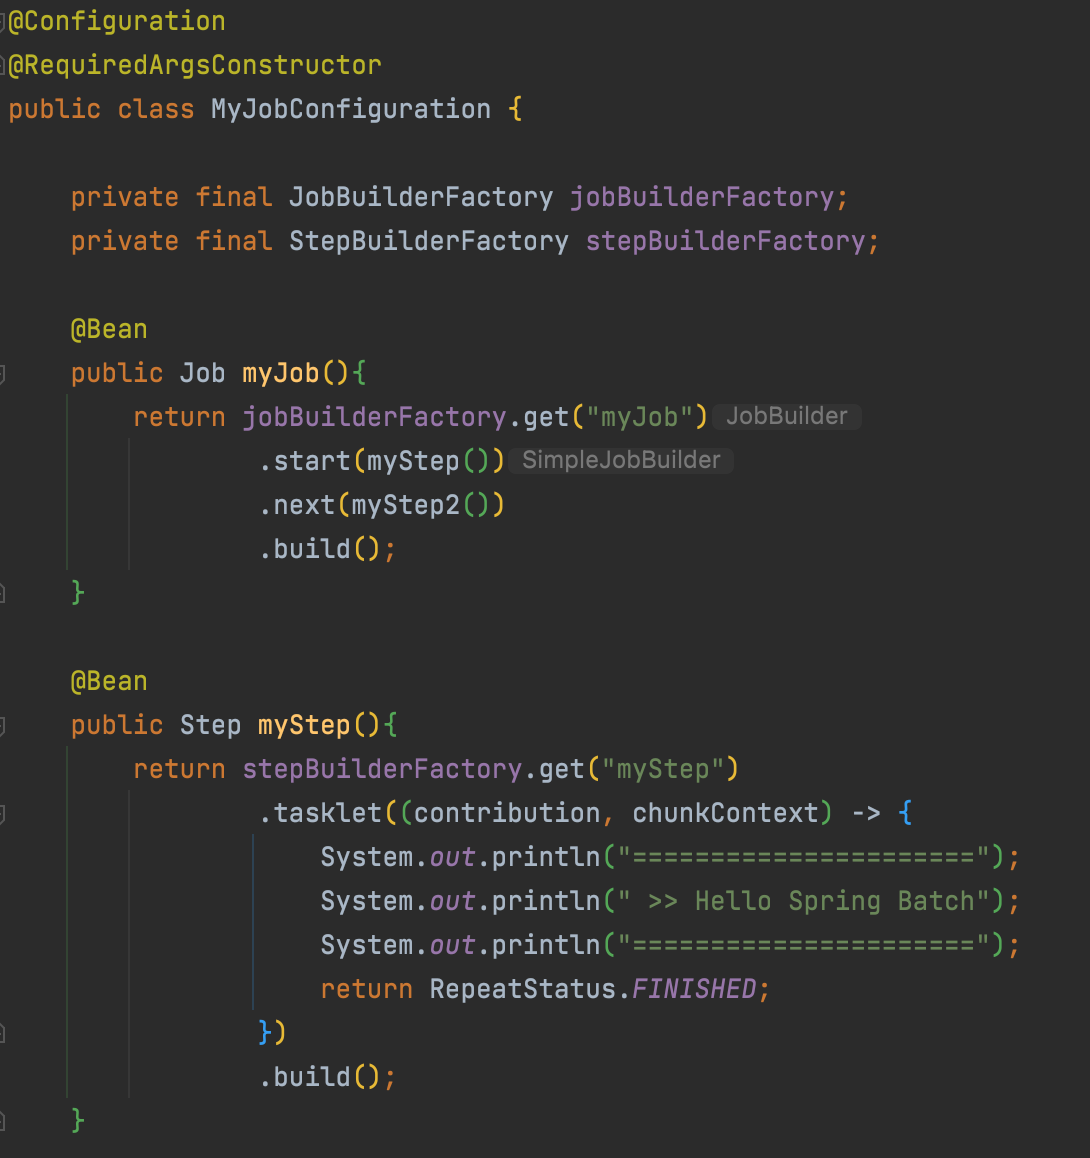 @Configuration
@RequiredArgsConstructor
public class MyJobConfiguration {
private final JobBuilderFactory jobBuilderFactory;
private final StepBuilderFactory stepBuilderFactory;
@Bean
public Job myJob(){
return jobBuilderFactory.get("myJob") JobBuilder
.start(myStep()) SimpleJobBuilder
.next(myStep2())
.build();
}
@Bean
public Step myStep(){
return stepBuilderFactory.get("myStep")
.tasklet((contribution, chunkContext) -> {
System.out.println("======================");
System.out.println(" >> Hello Spring Batch");
System.out.println("======================");
return RepeatStatus.FINISHED;
})
.build();
}